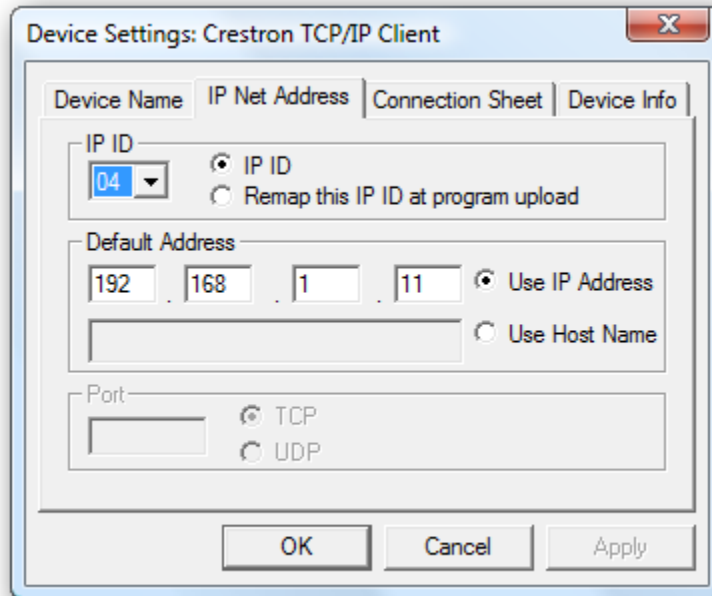 Device Settings: Crestron TCP/IP Client
Device Name IP Net Address Connection Sheet Device Info
IP ID
04 IP ID
Remap this IP ID at program upload
Default Address
192 . 168 . 1 . 11 Use IP Address
Use Host Name
Port
TCP
UDP
OK Cancel Apply